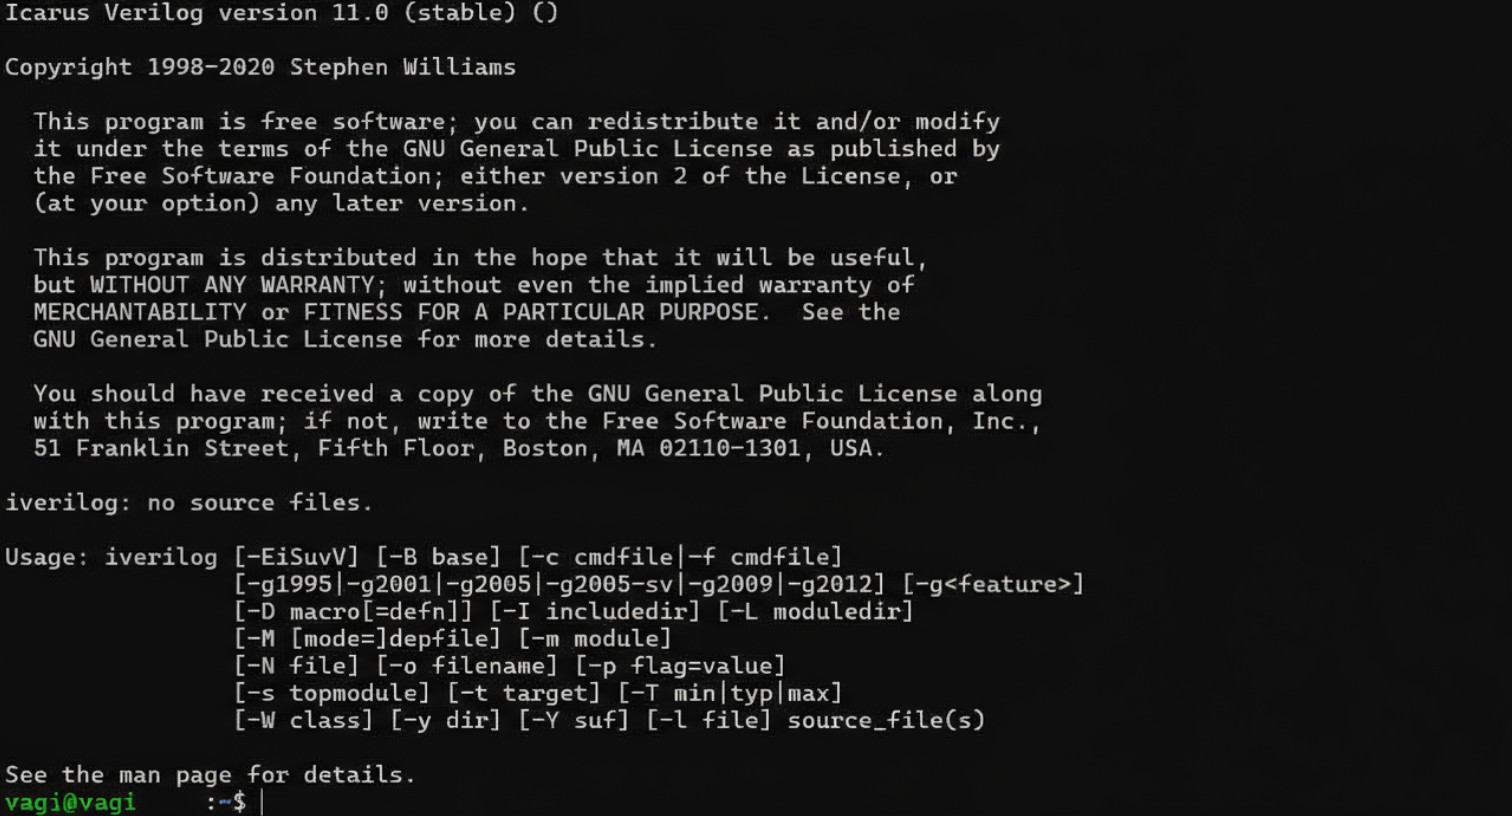 Icarus Verilog version 11.0 (stable) ()

Copyright 1998-2020 Stephen Williams

  This program is free software; you can redistribute it and/or modify
  it under the terms of the GNU General Public License as published by
  the Free Software Foundation; either version 2 of the License, or
  (at your option) any later version.

  This program is distributed in the hope that it will be useful,
  but WITHOUT ANY WARRANTY; without even the implied warranty of
  MERCHANTABILITY or FITNESS FOR A PARTICULAR PURPOSE.  See the
  GNU General Public License for more details.

  You should have received a copy of the GNU General Public License along
  with this program; if not, write to the Free Software Foundation, Inc.,
  51 Franklin Street, Fifth Floor, Boston, MA 02110-1301, USA.

iverilog: no source files.

Usage: iverilog [-EiSuvV] [-B base] [-c cmdfile|-f cmdfile]
                [-g1995|-g2001|-g2005|-g2005-sv|-g2009|-g2012] [-g<feature>]
                [-D macro[=defn]] [-I includedir] [-L moduledir]
                [-M [mode=]depfile] [-m module]
                [-N file] [-o filename] [-p flag=value]
                [-s topmodule] [-t target] [-T min|typ|max]
                [-W class] [-y dir] [-Y suf] [-l file] source_file(s)

See the man page for details.
vagi@vagi     :~$